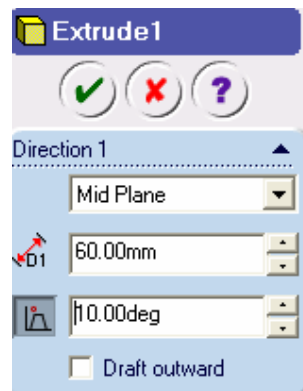 Extrude1
?
Direction 1
Mid Plane
D1 60.00mm
10.00deg
Draft outward